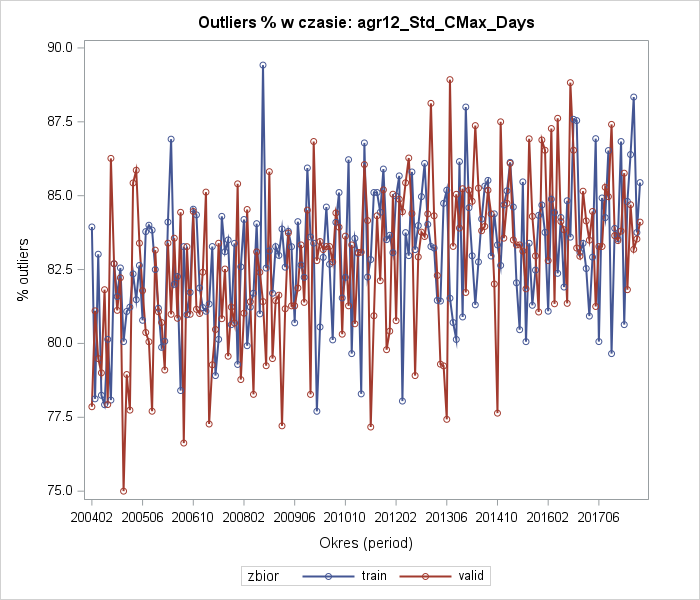 Outliers % w czasie: agr12_Std_CMax_Days
% outliers
90.0
87.5
85.0
82.5
80.0
77.5
75.0
200402 200506 200610 200802 200906 201010 201202 201306 201410 201602 201706
Okres (period)
zbior train valid